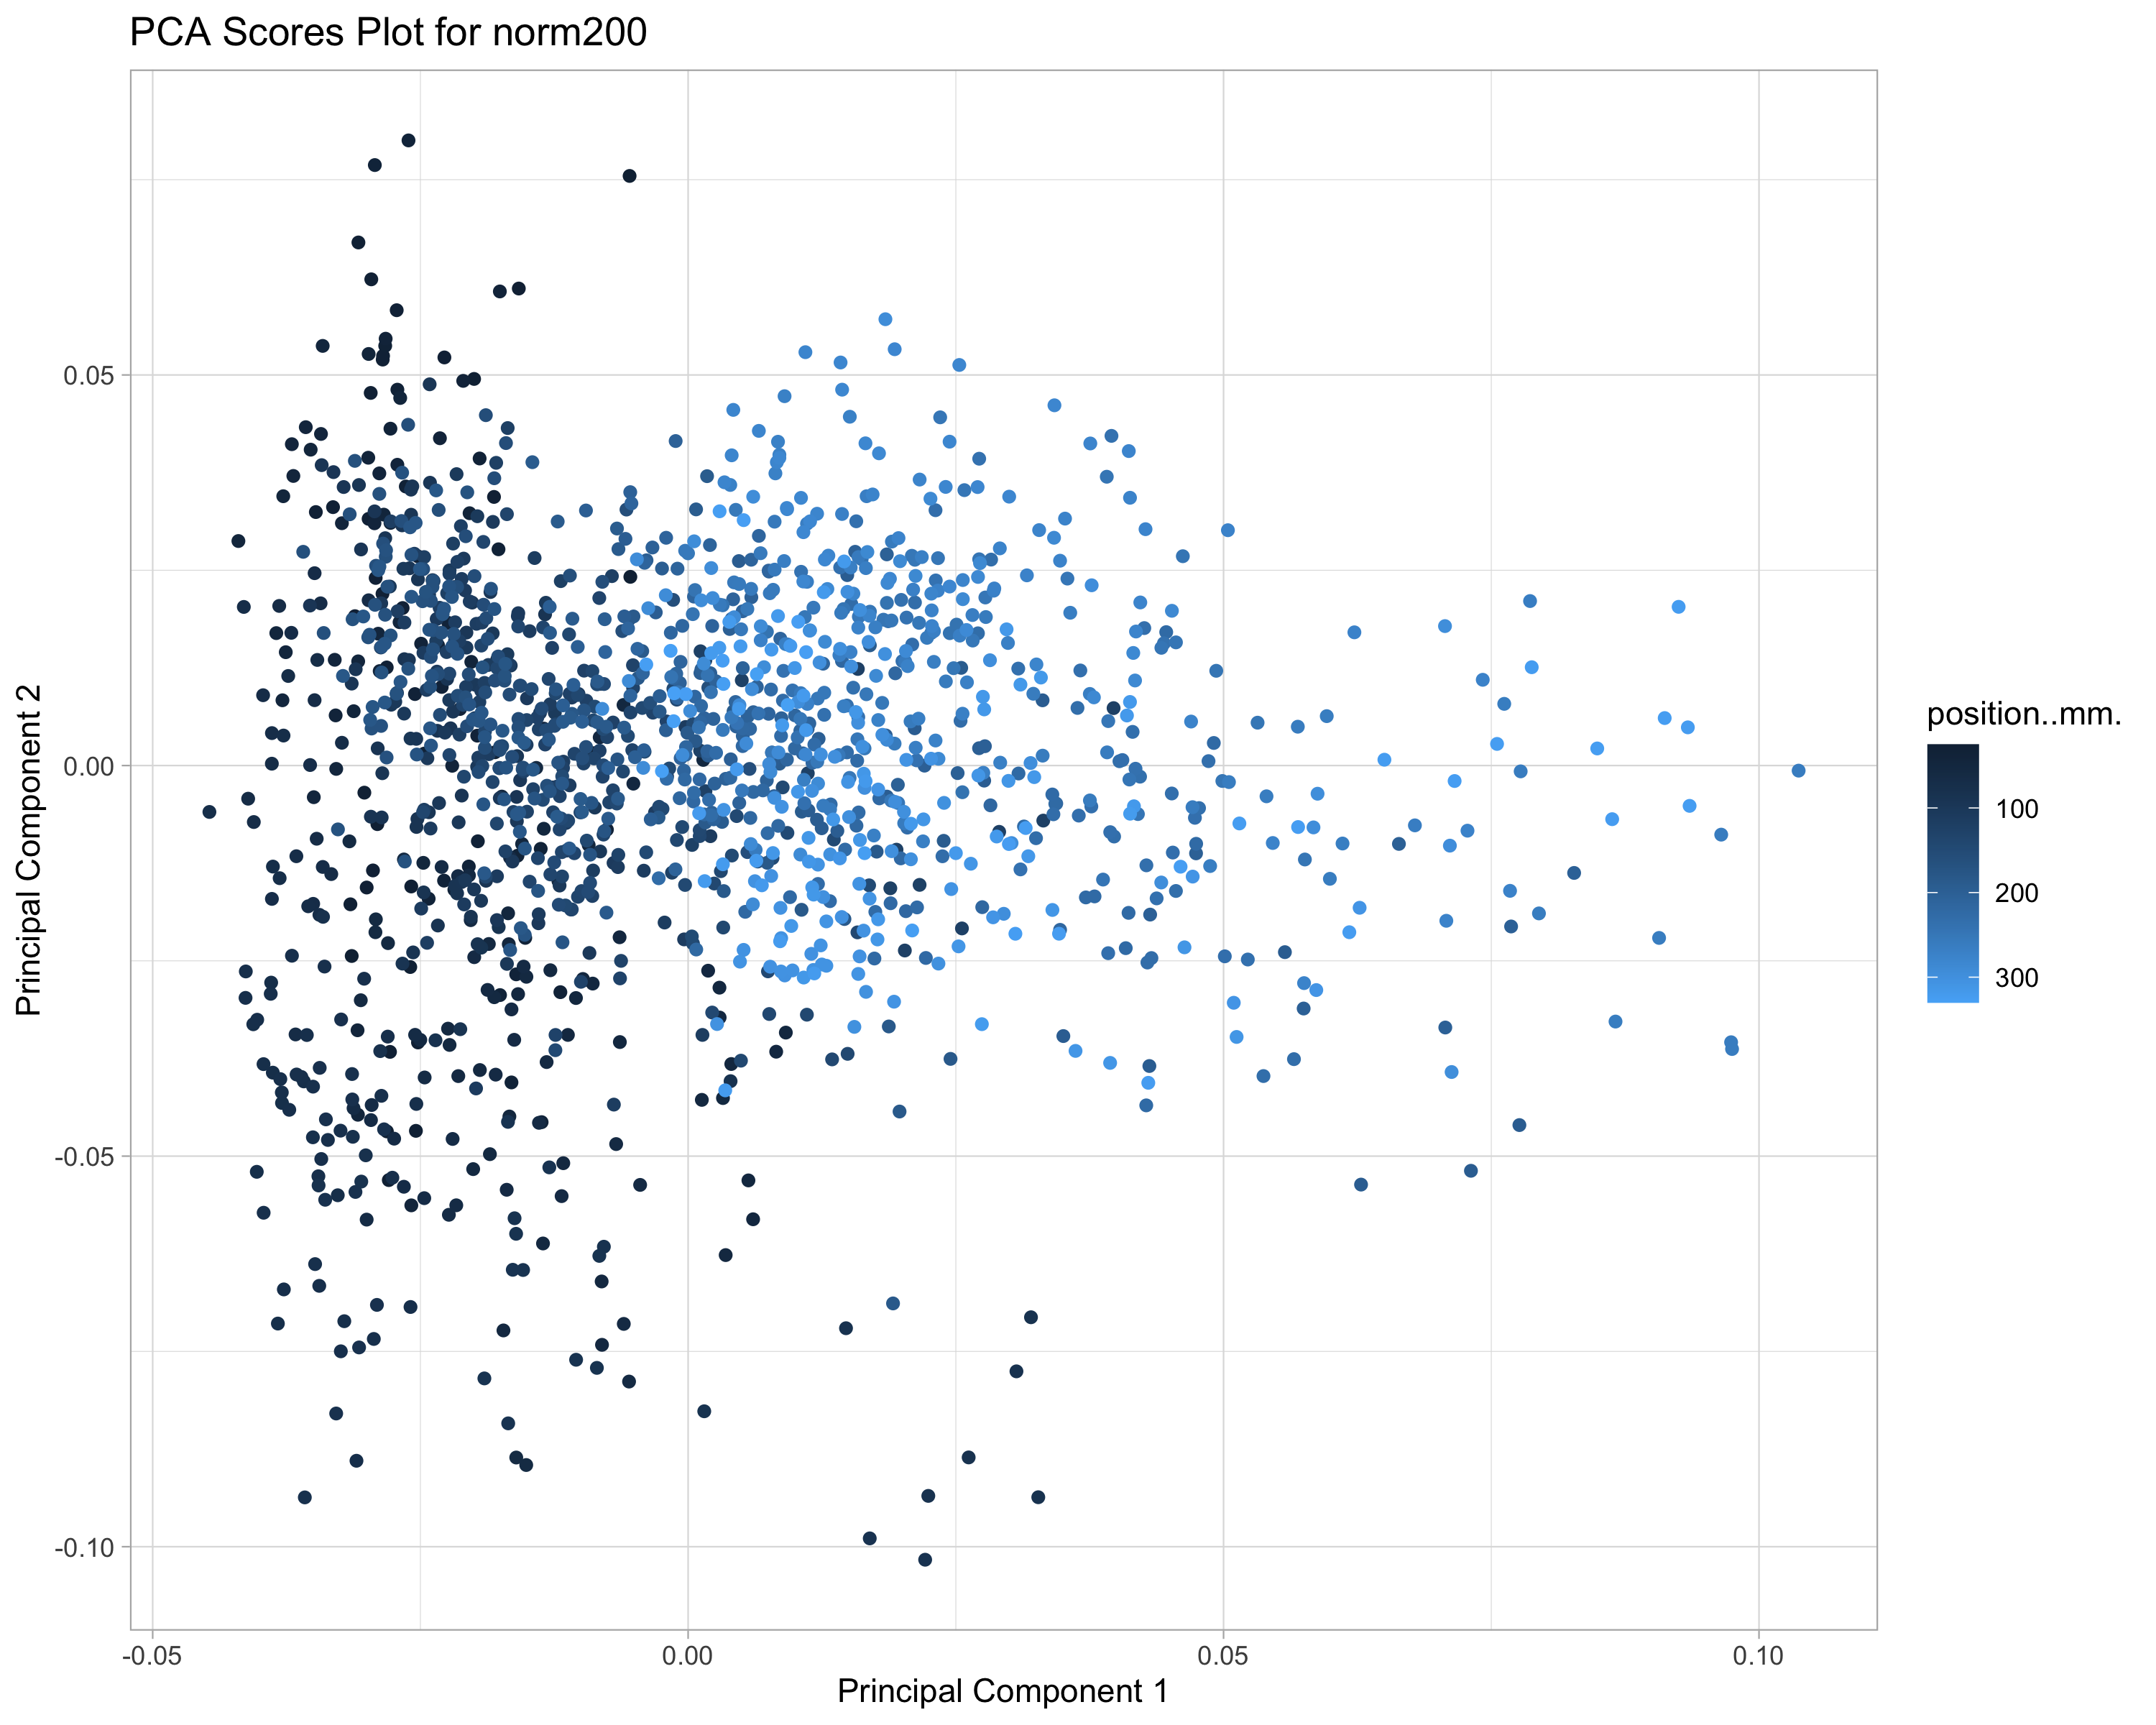 PCA Scores Plot for norm200
Principal Component 2
0.05
0.00
-0.05
-0.10
-0.05
0.00
0.05
0.10
Principal Component 1
position..mm.
100
200
300